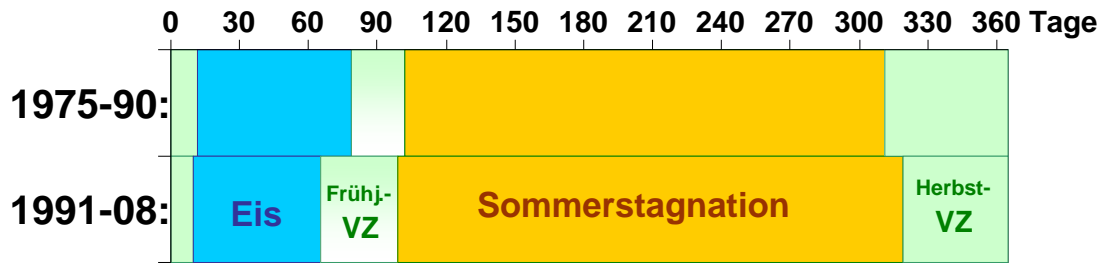 0 30 60 90 120 150 180 210 240 270 300 330 360 Tage
1975-90:
1991-08:
Eis
Frühj.-
VZ
Sommerstagnation
Herbst-
VZ